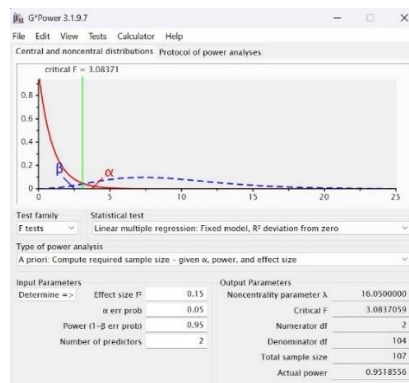 G*Power 3.1.9.7
File Edit View Tests Calculator Help
Central and noncentral distributions Protocol of power analyses
critical F = 3.08371
0.8
0.6
0.4
0.2
0
β
α
0 5 10 15 20 25
Test family Statistical test
F tests Linear multiple regression: Fixed model, R² deviation from zero
Type of power analysis
A priori: Compute required sample size – given α, power, and effect size
Input Parameters Output Parameters
Determine => Effect size f² 0.15 Noncentrality parameter λ 16.0500000
α err prob 0.05 Critical F 3.0837059
Power (1-β err prob) 0.95 Numerator df 2
Number of predictors 2 Denominator df 104
Total sample size 107
Actual power 0.9518556